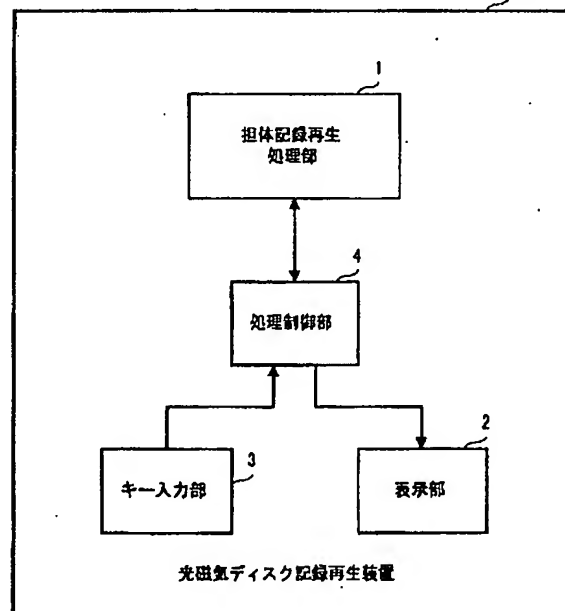 1
担体記録再生
処理部
4
処理制御部
3
キー入力部
2
表示部
光磁気ディスク記録再生装置